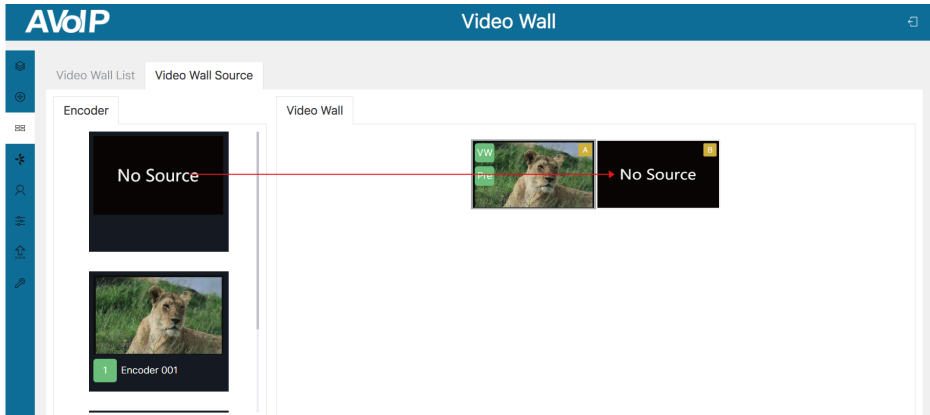 AVoIP
Video Wall
Video Wall List
Video Wall Source
Encoder
Video Wall
No Source
1 Encoder 001
VW
Pre
A
B
No Source